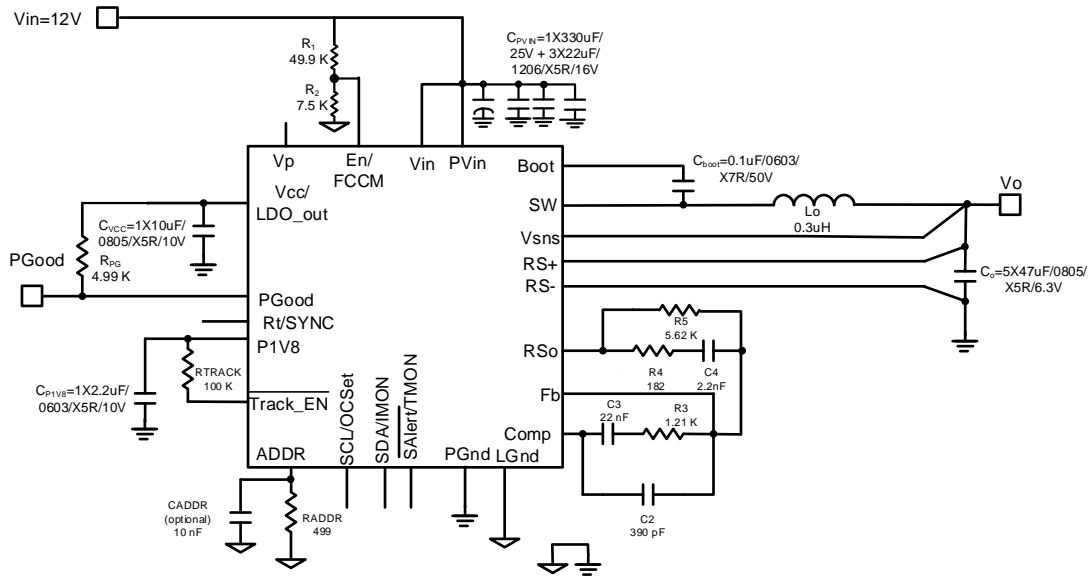 Vin=12V
R1
49.9 K
R2
7.5 K
CPVIN=1X330uF/
25V + 3X22uF/
1206/X5R/16V
Vp
En/
FCCM
Vin
PVin
Boot
Cboot=0.1uF/0603/
X7R/50V
Vcc/
LDO_out
SW
Lo
0.3uH
Vo
CVCC=1X10uF/
0805/X5R/10V
Vsns
RPG
4.99 K
RS+
RS-
Co=5X47uF/0805/
X5R/6.3V
PGood
PGood
Rt/SYNC
P1V8
R5
5.62 K
RSo
R4
182
C4
2.2nF
RTRACK
100 K
CP1V8=1X2.2uF/
0603/X5R/10V
Track_EN
Fb
C3
22 nF
R3
1.21 K
Comp
ADDR
SCL/OCSet
SDA/IMON
SAlert/TMON
PGnd
LGnd
C2
390 pF
CADDR
(optional)
10 nF
RADDR
499